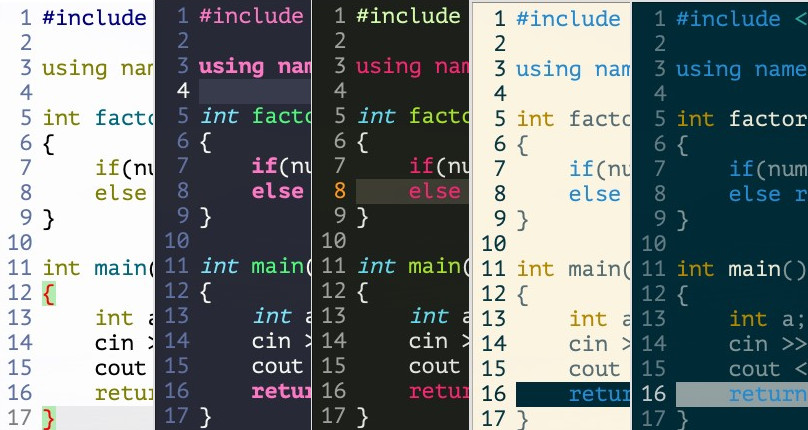 1 #include 1 #include 1 #include 1 #include 1 #include <
2 2 2 2 2
3 using nam 3 using nam 3 using nam 3 using nam 3 using name
4 4 4 4 4
5 int facto 5 int facto 5 int facto 5 int facto 5 int factor
6 { 6 { 6 { 6 { 6 {
7 if(nu 7 if(nu 7 if(nu 7 if(nu 7 if(num
8 else 8 else 8 else 8 else 8 else r
9 } 9 } 9 } 9 } 9 }
10 10 10 10 10
11 int main( 11 int main( 11 int main( 11 int main( 11 int main()
12 { 12 { 12 { 12 { 12 {
13 int a 13 int a 13 int a 13 int a 13 int a;
14 cin > 14 cin > 14 cin > 14 cin > 14 cin >>
15 cout 15 cout 15 cout 15 cout 15 cout <
16 retur 16 retur 16 retur 16 retur 16 return
17 } 17 } 17 } 17 } 17 }